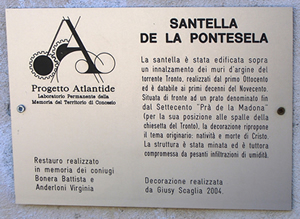 SANTELLA
DE LA PONTESELA
Progetto Atlantide
Laboratorio Permanente della
Memoria del Territorio di Concesio
La santella è stata edificata sopra
un innalzamento dei muri d'argine del
torrente Tronto, realizzati dal primo Ottocento
ed è databile ai primi decenni del Novecento.
Situata di fronte ad un prato denominato fin
dal Settecento "Prà de la Madona"
(per la sua posizione alle spalle della
chiesetta del Tronto), la decorazione ripropone
il tema originario: natività e morte di Cristo.
La struttura è stata minata ed è tuttora
compromessa da pesanti infiltrazioni di umidità.
Restauro realizzato
in memoria dei coniugi
Bonera Battista e
Anderloni Virginia
Decorazione realizzata
da Giusy Scaglia 2004.